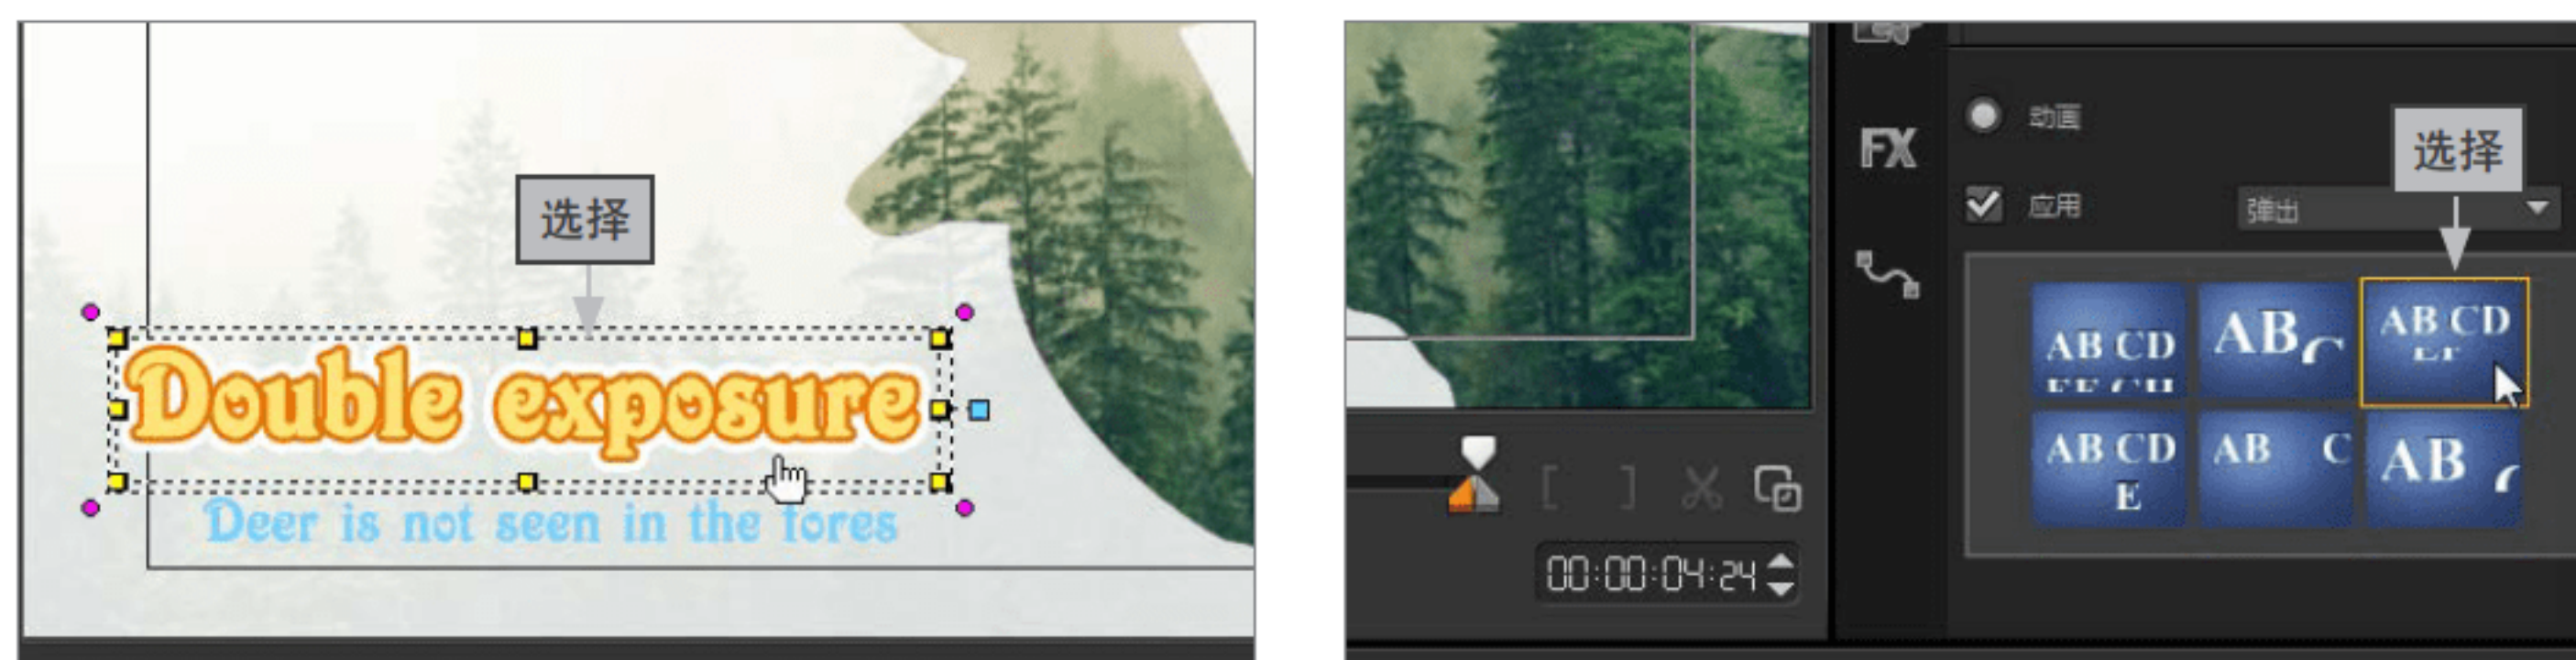 选择
Double exposure
Deer is not seen in the fores
动画
选择
FX
应用
弹出
AB CD
AB C
AB CD
00:00:04:24
AB CD
E
AB C
AB